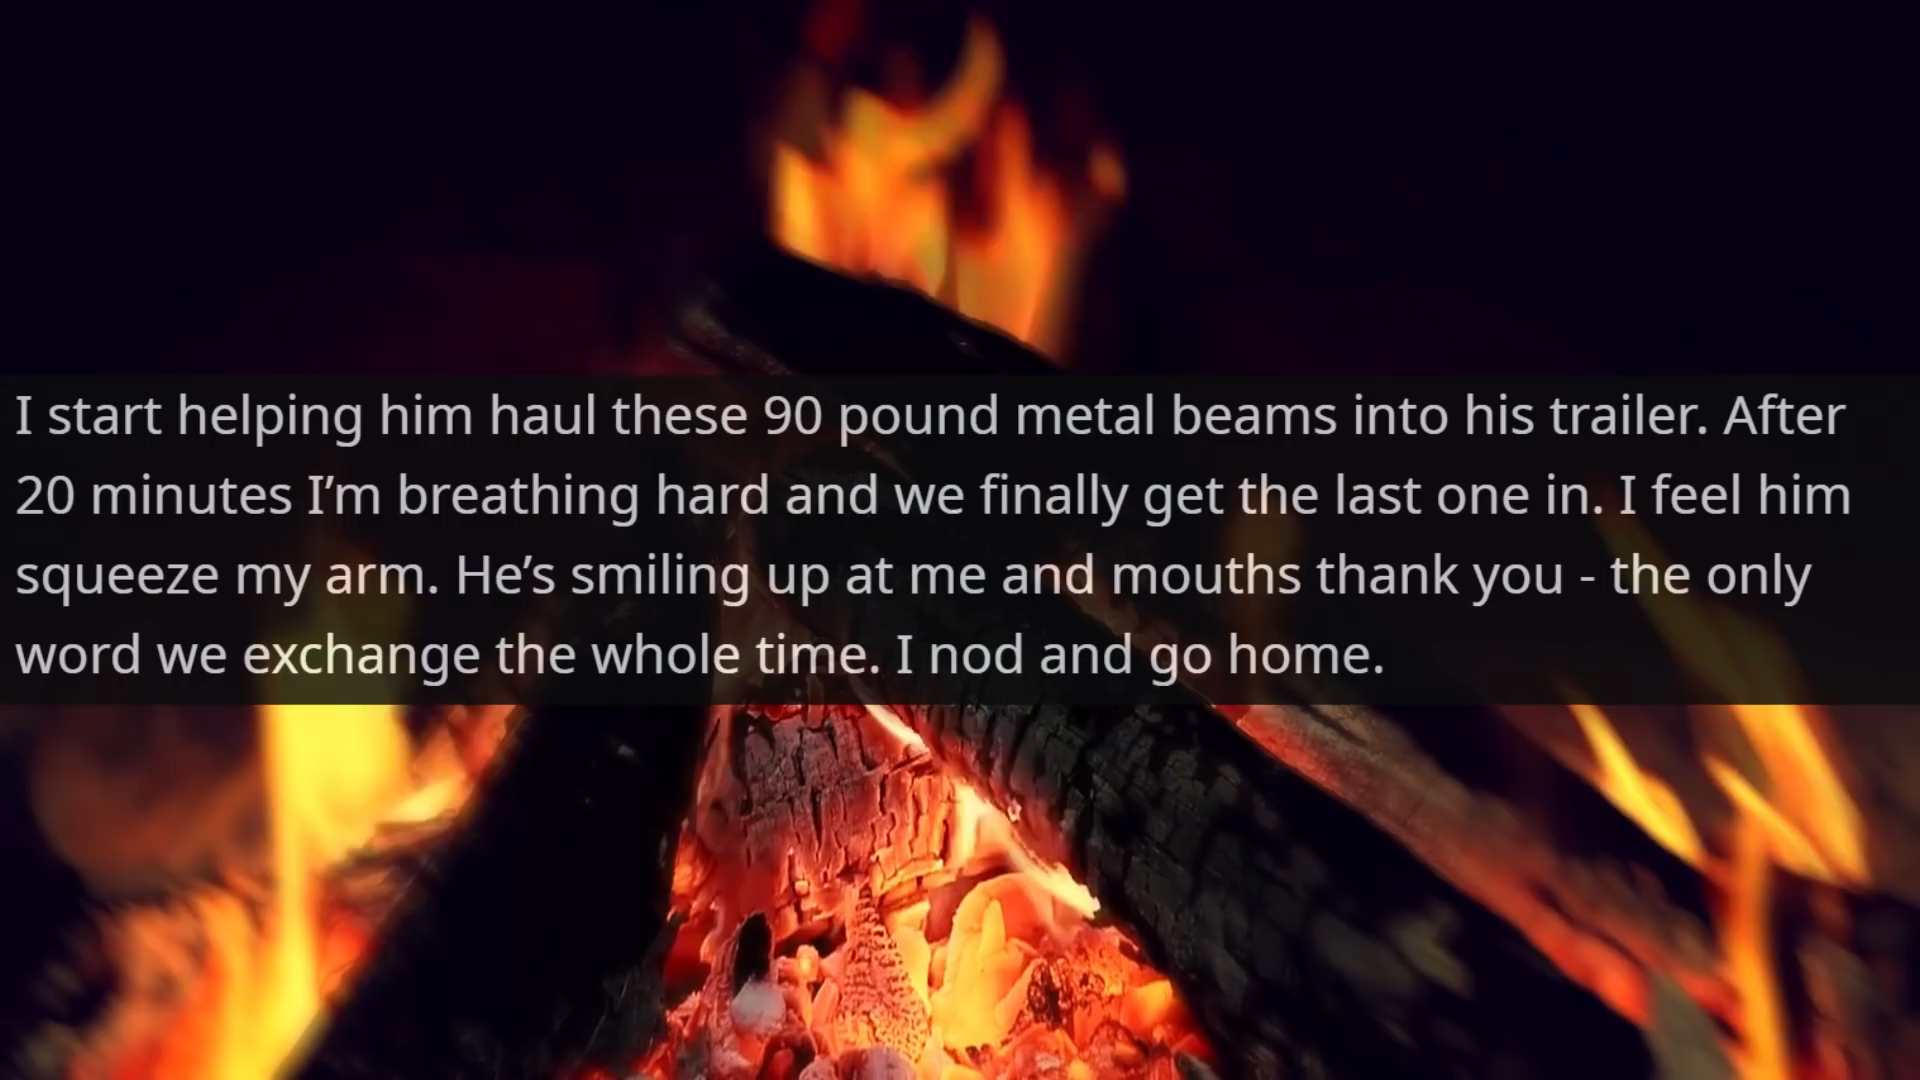 I start helping him haul these 90 pound metal beams into his trailer. After
20 minutes I’m breathing hard and we finally get the last one in. I feel him
squeeze my arm. He’s smiling up at me and mouths thank you - the only
word we exchange the whole time. I nod and go home.